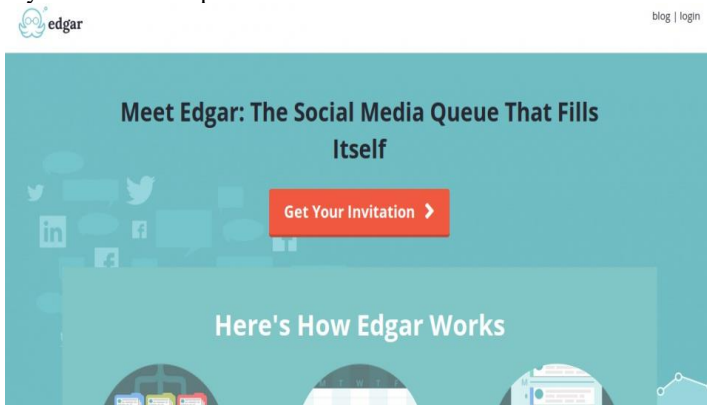 edgar
blog | login
Meet Edgar: The Social Media Queue That Fills
Itself
Get Your Invitation
in
Here's How Edgar Works
M T W T F
M